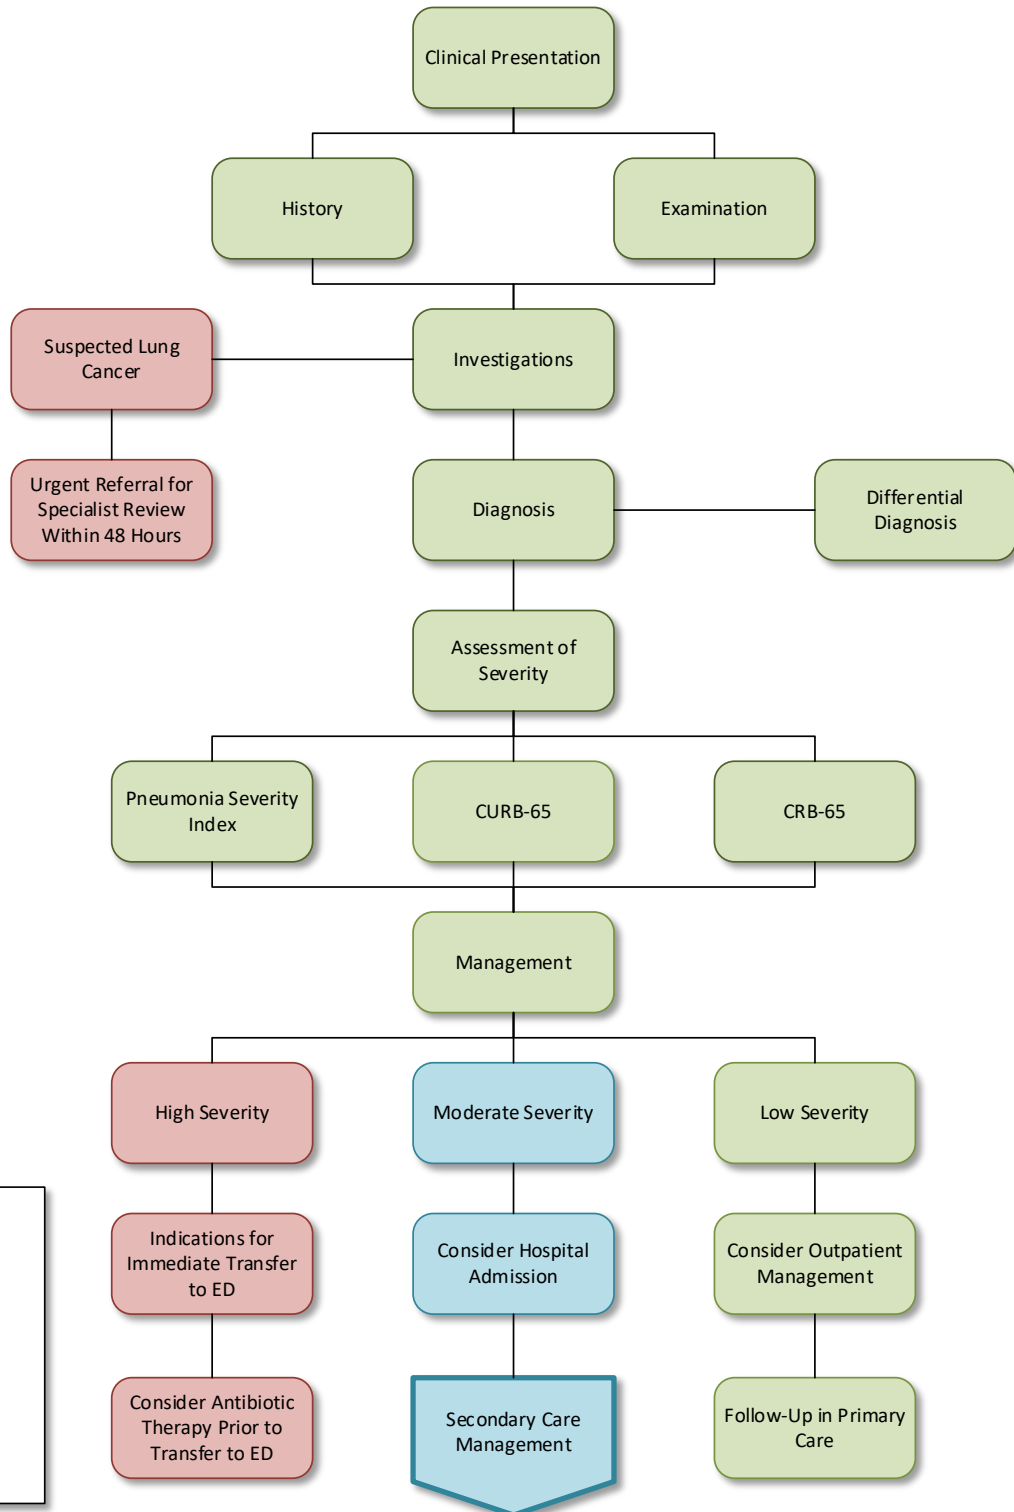 Clinical Presentation
History
Examination
Suspected Lung
Cancer
Investigations
Urgent Referral for
Specialist Review
Within 48 Hours
Diagnosis
Differential
Diagnosis
Assessment of
Severity
Pneumonia Severity
Index
CURB-65
CRB-65
Management
High Severity
Moderate Severity
Low Severity
Indications for
Immediate Transfer
to ED
Consider Hospital
Admission
Consider Outpatient
Management
Consider Antibiotic
Therapy Prior to
Transfer to ED
Secondary Care
Management
Follow-Up in Primary
Care